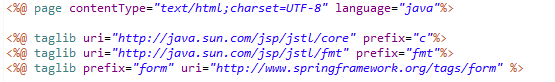 <%@ page contentType="text/html;charset=UTF-8" language="java"%>
<%@ taglib uri="http://java.sun.com/jsp/jstl/core" prefix="c"%>
<%@ taglib uri="http://java.sun.com/jsp/jstl/fmt" prefix="fmt"%>
<%@ taglib prefix="form" uri="http://www.springframework.org/tags/form" %>